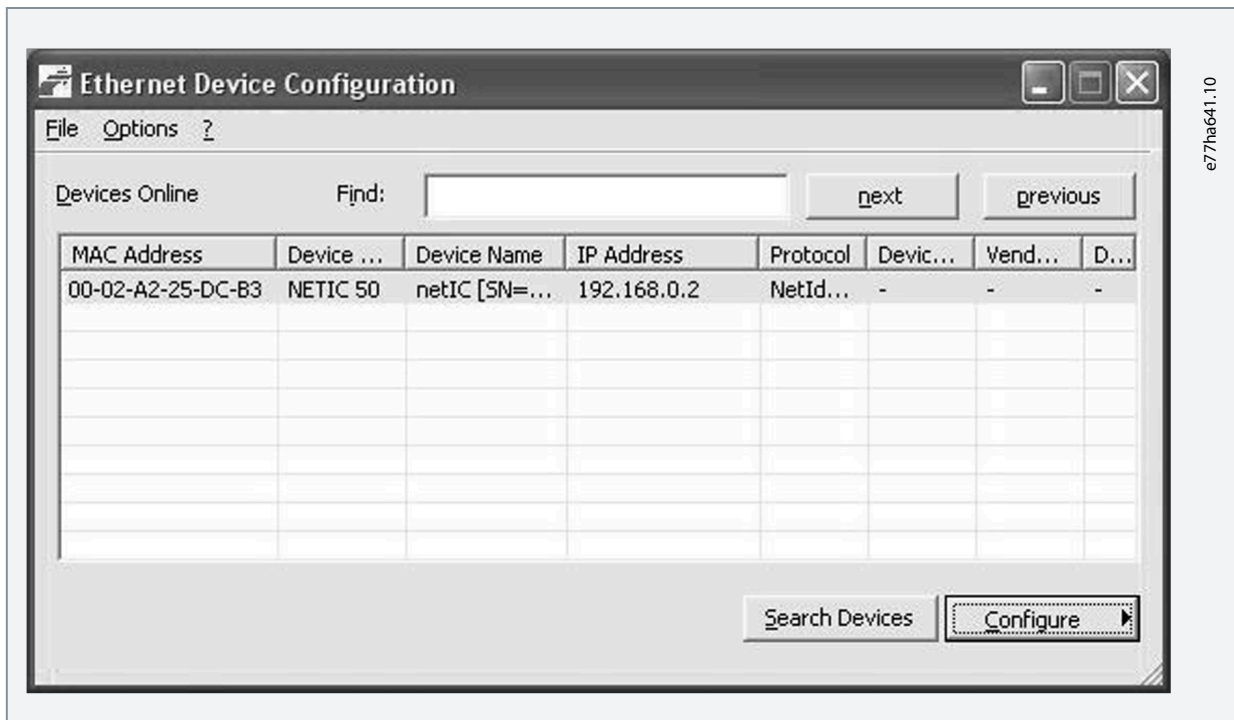 Ethernet Device Configuration
File Options ?
Devices Online Find: next previous
MAC Address Device ... Device Name IP Address Protocol Devic... Vend... D...
00-02-A2-25-DC-B3 NETIC 50 netIC [SN=... 192.168.0.2 NetId... - - -
Search Devices Configure
e77ha641.10